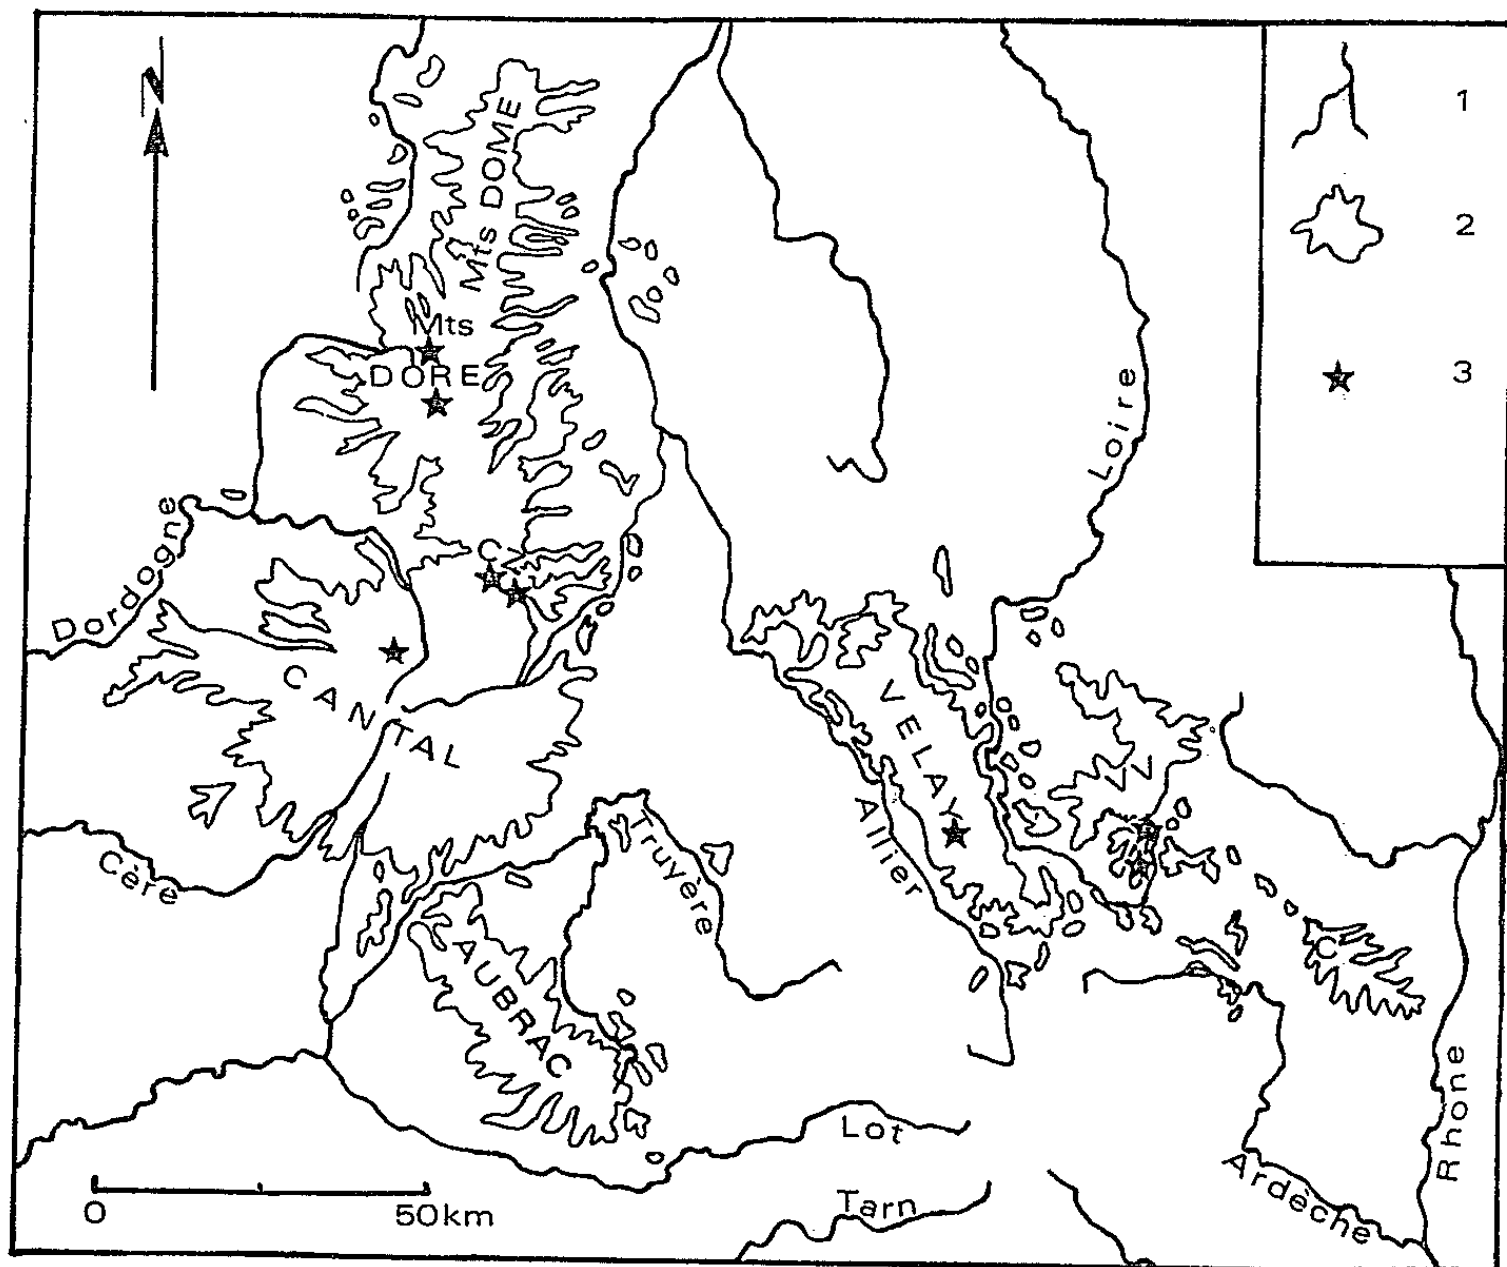 N
1
2
3
Mts DOME
Mts
DORE
Loire
Dordogne
C Z
CANTAL
VELAY
V
Allier
Truyère
Cère
AUBRAC
C
Lot
Tarn
Ardèche
Rhone
0 50km